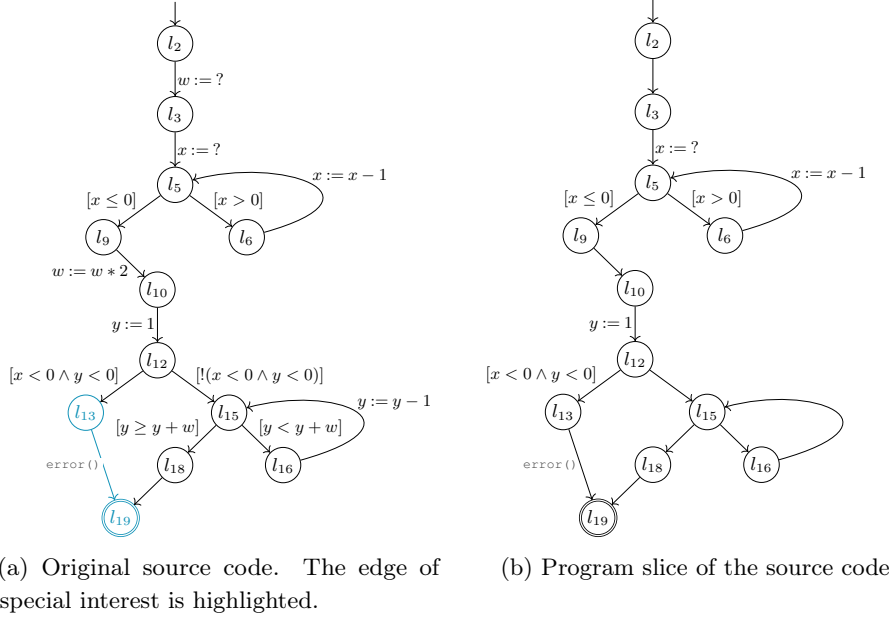 l2
w := ?
l3
x := ?
l5
x := x − 1
[x ≤ 0]
[x > 0]
l9
l6
w := w ∗ 2
l10
y := 1
l12
[x < 0 ∧ y < 0]
[!(x < 0 ∧ y < 0)]
l13
l15
y := y − 1
[y ≥ y + w]
[y < y + w]
error()
l18
l16
l19
(a) Original source code. The edge of
special interest is highlighted.
l2
l3
x := ?
l5
x := x − 1
[x ≤ 0]
[x > 0]
l9
l6
l10
y := 1
l12
[x < 0 ∧ y < 0]
l13
l15
error()
l18
l16
l19
(b) Program slice of the source code